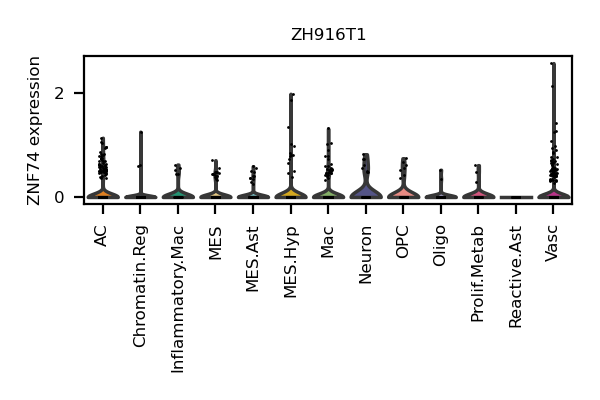 ZH916T1
ZNF74 expression
2
0
AC
Chromatin.Reg
Inflammatory.Mac
MES
MES.Ast
MES.Hyp
Mac
Neuron
OPC
Oligo
Prolif.Metab
Reactive.Ast
Vasc